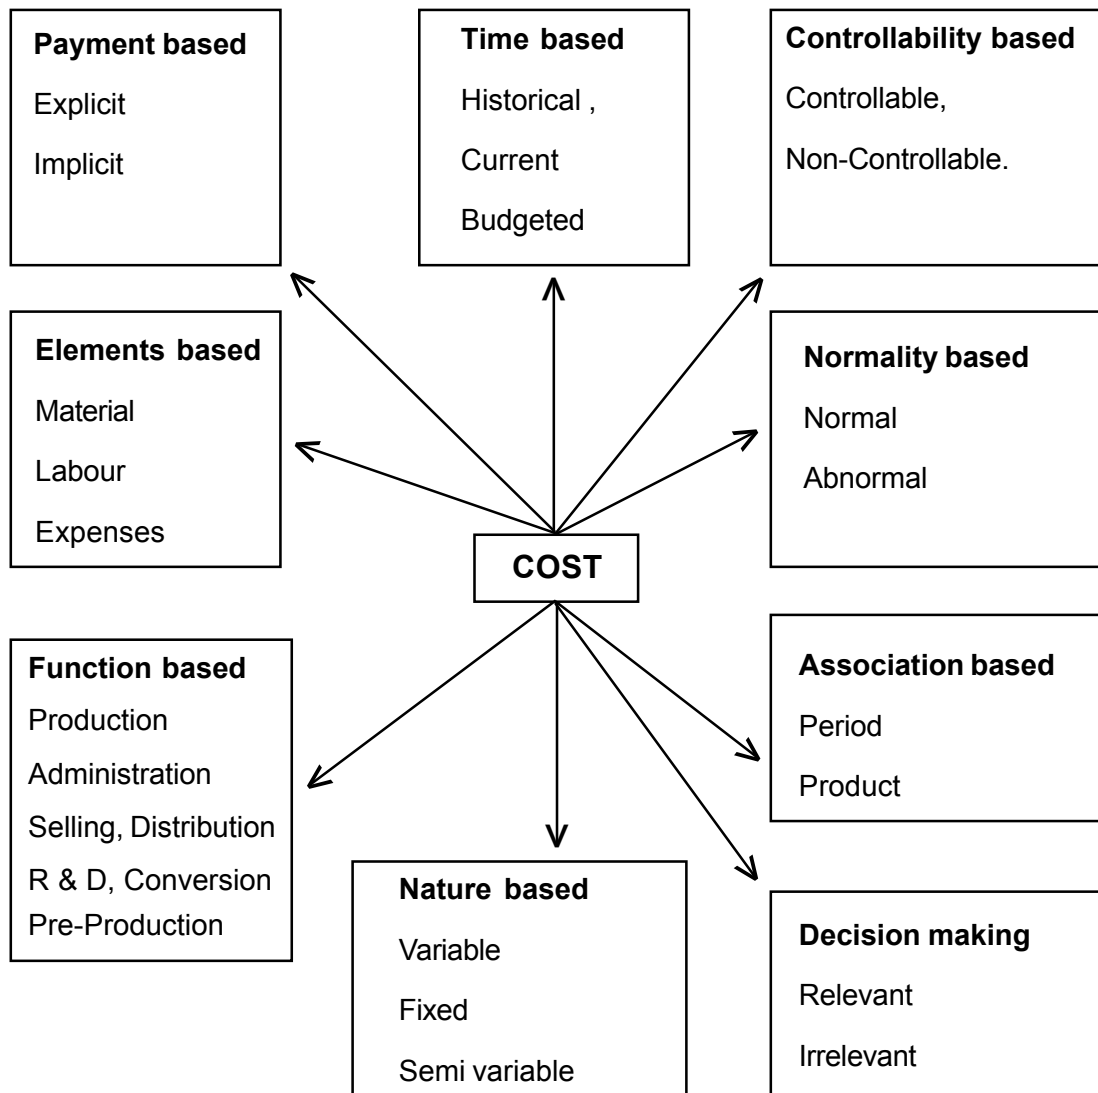 Payment based
Explicit
Implicit
Time based
Historical ,
Current
Budgeted
Controllability based
Controllable,
Non-Controllable.
Elements based
Material
Labour
Expenses
Normality based
Normal
Abnormal
COST
Function based
Production
Administration
Selling, Distribution
R & D, Conversion
Pre-Production
Nature based
Variable
Fixed
Semi variable
Association based
Period
Product
Decision making
Relevant
Irrelevant